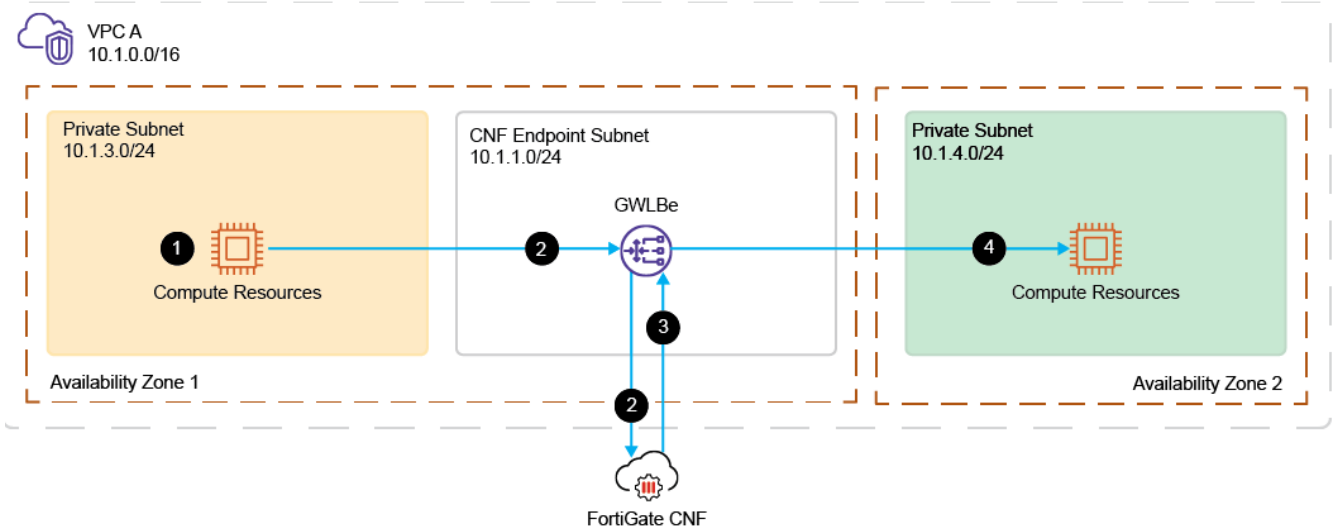 VPC A
10.1.0.0/16
Private Subnet
10.1.3.0/24
CNF Endpoint Subnet
10.1.1.0/24
Private Subnet
10.1.4.0/24
GWLBe
1
2
4
Compute Resources
Compute Resources
3
Availability Zone 1
Availability Zone 2
2
FortiGate CNF